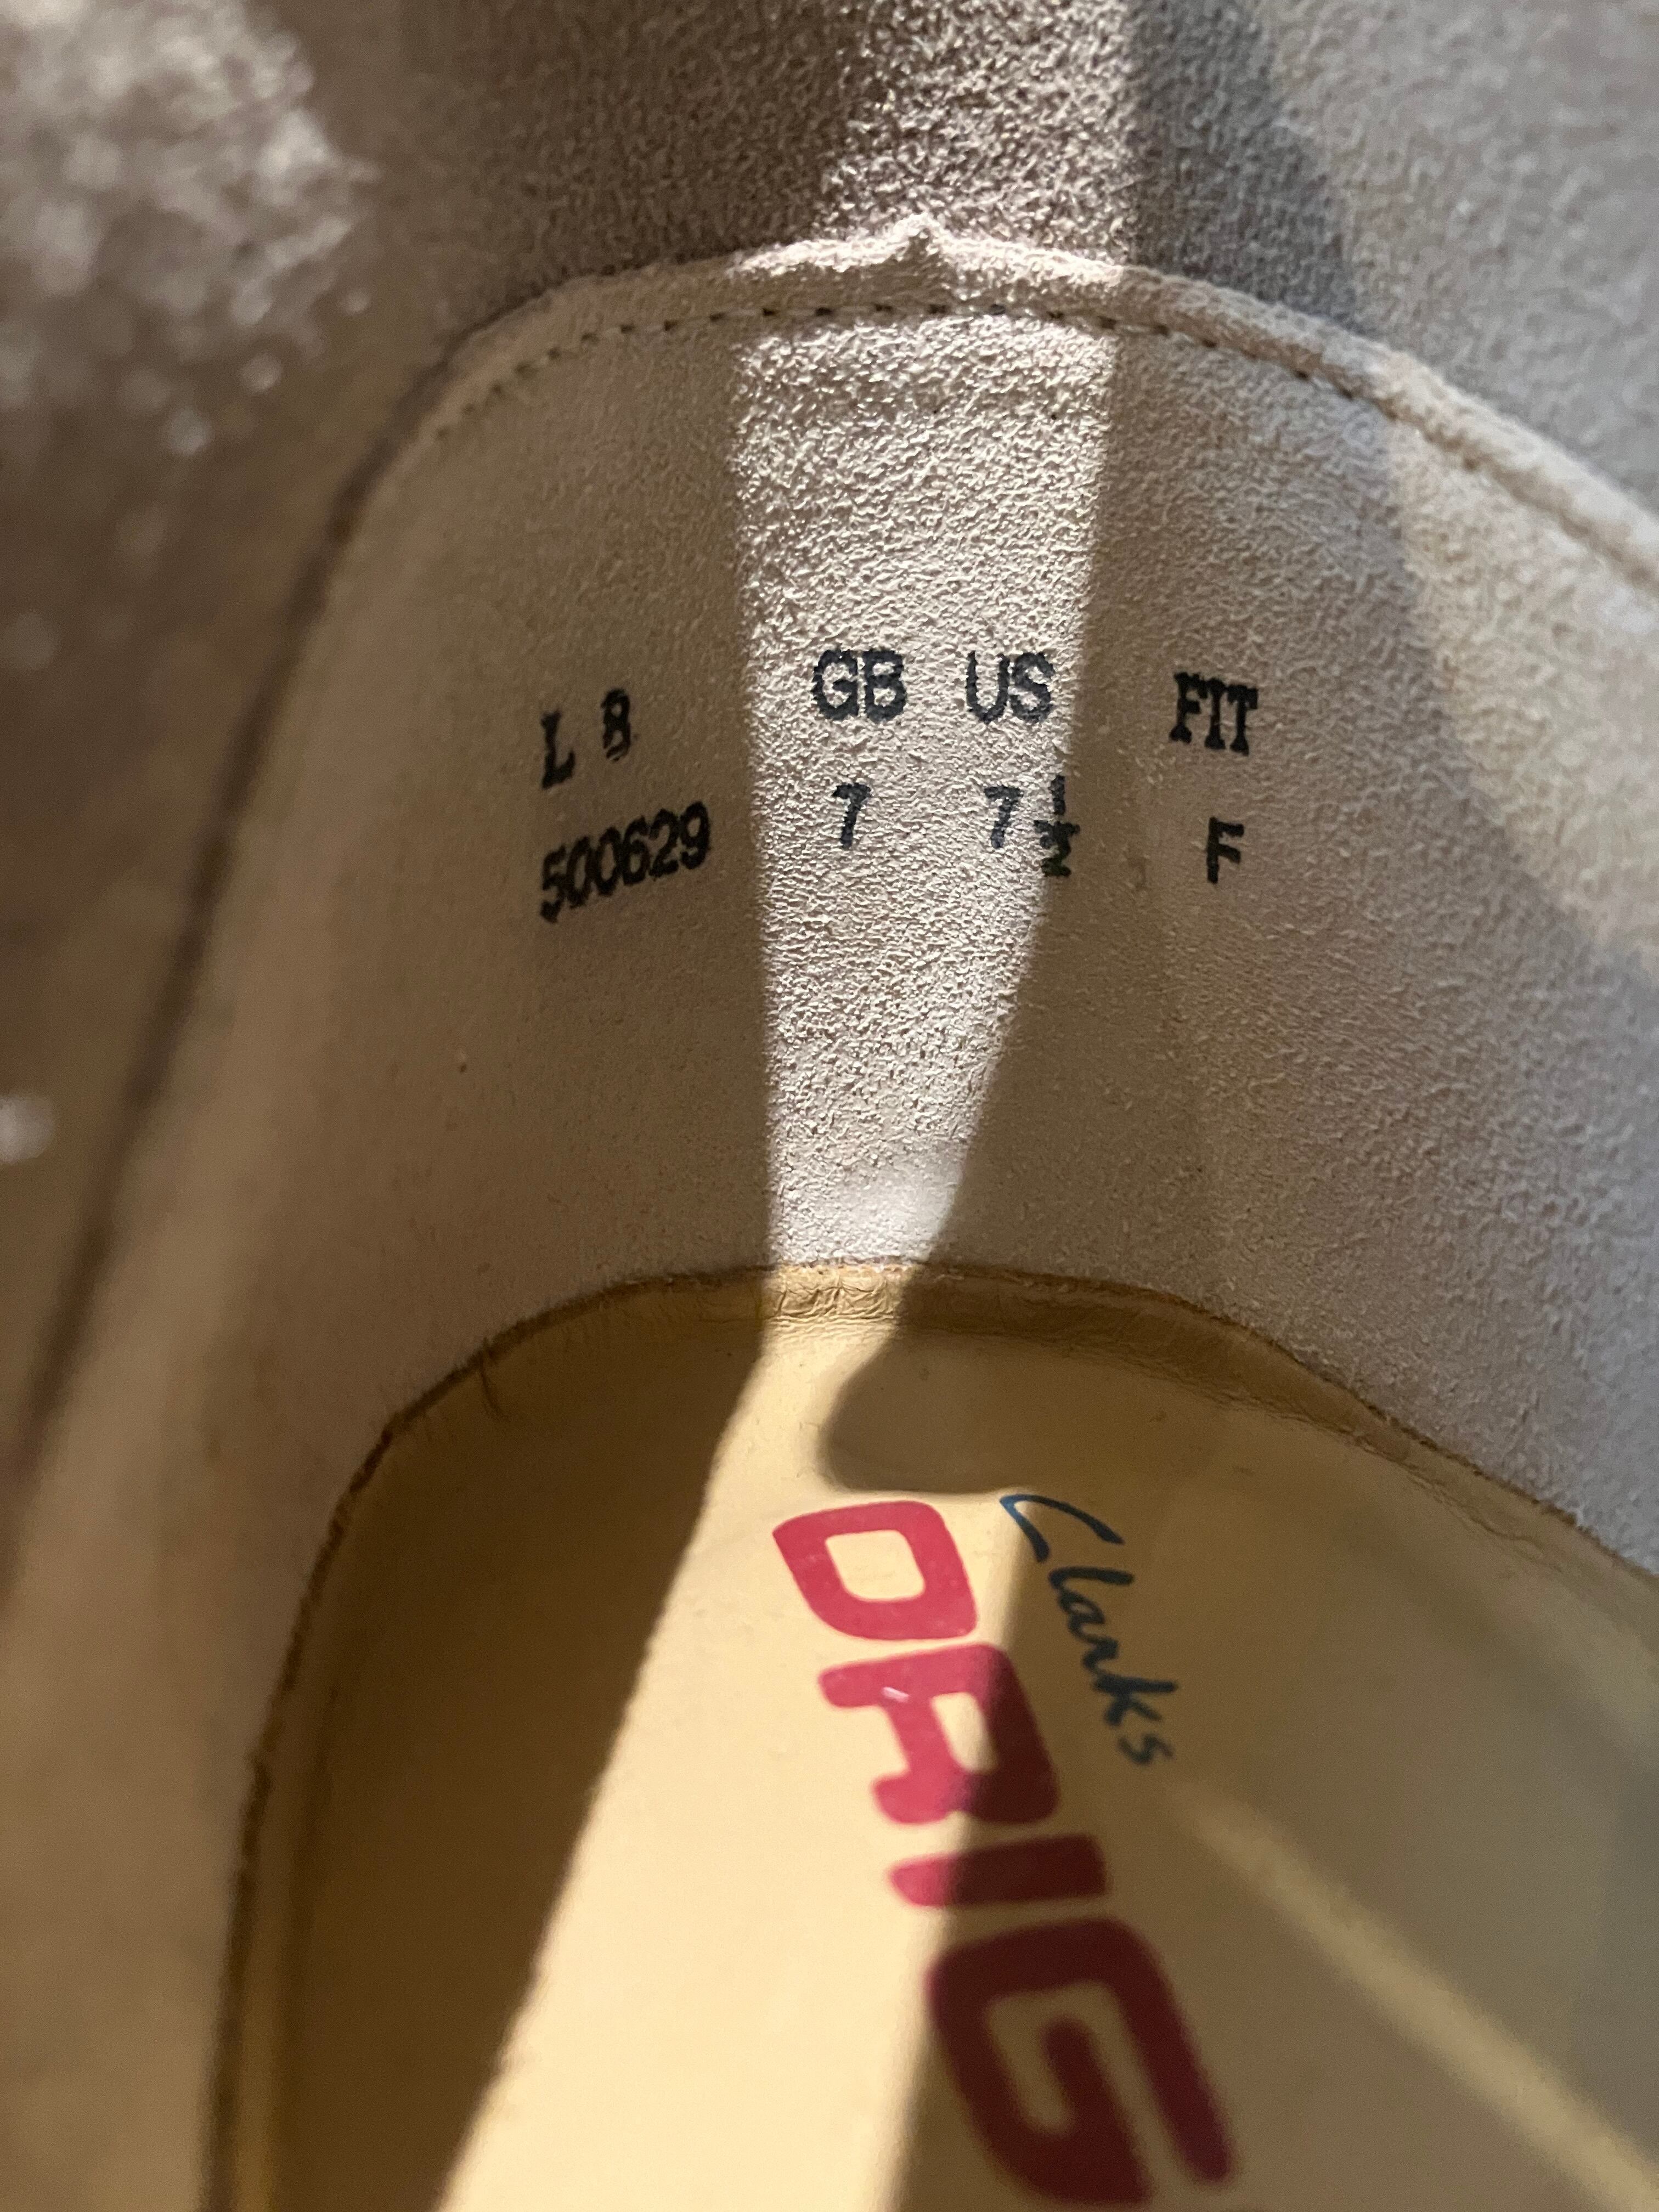 L 8 GB US FIT
500629 7 7½ F
Clarks
ORIG